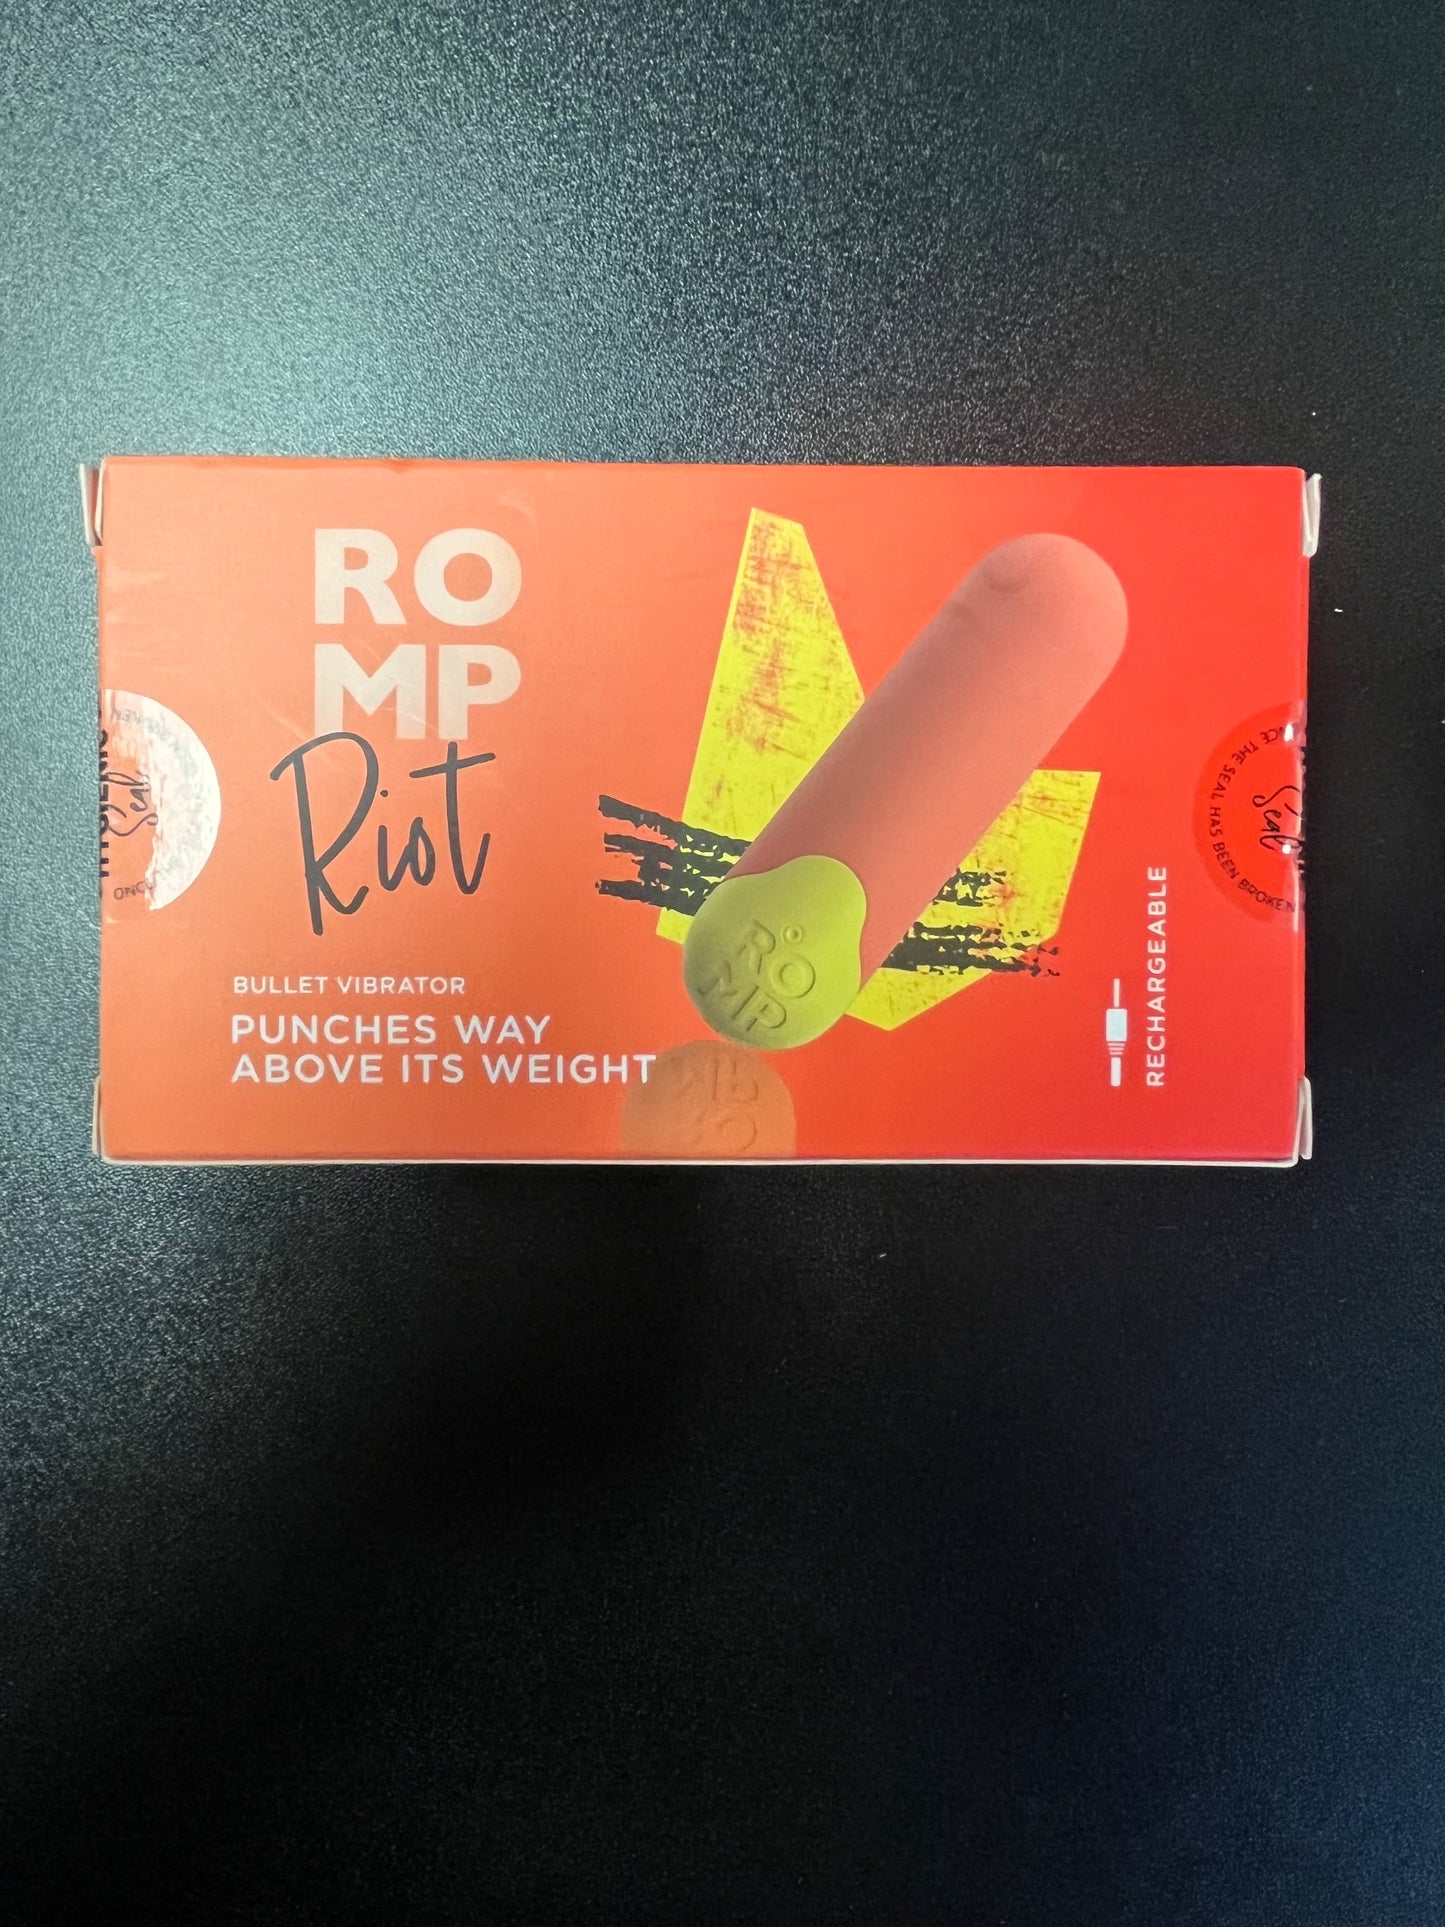 RO
MP
Riot
BULLET VIBRATOR
PUNCHES WAY
ABOVE ITS WEIGHT
RO
MP
RECHARGEABLE
Seal
Seal
THE SEAL HAS BEEN BROKEN